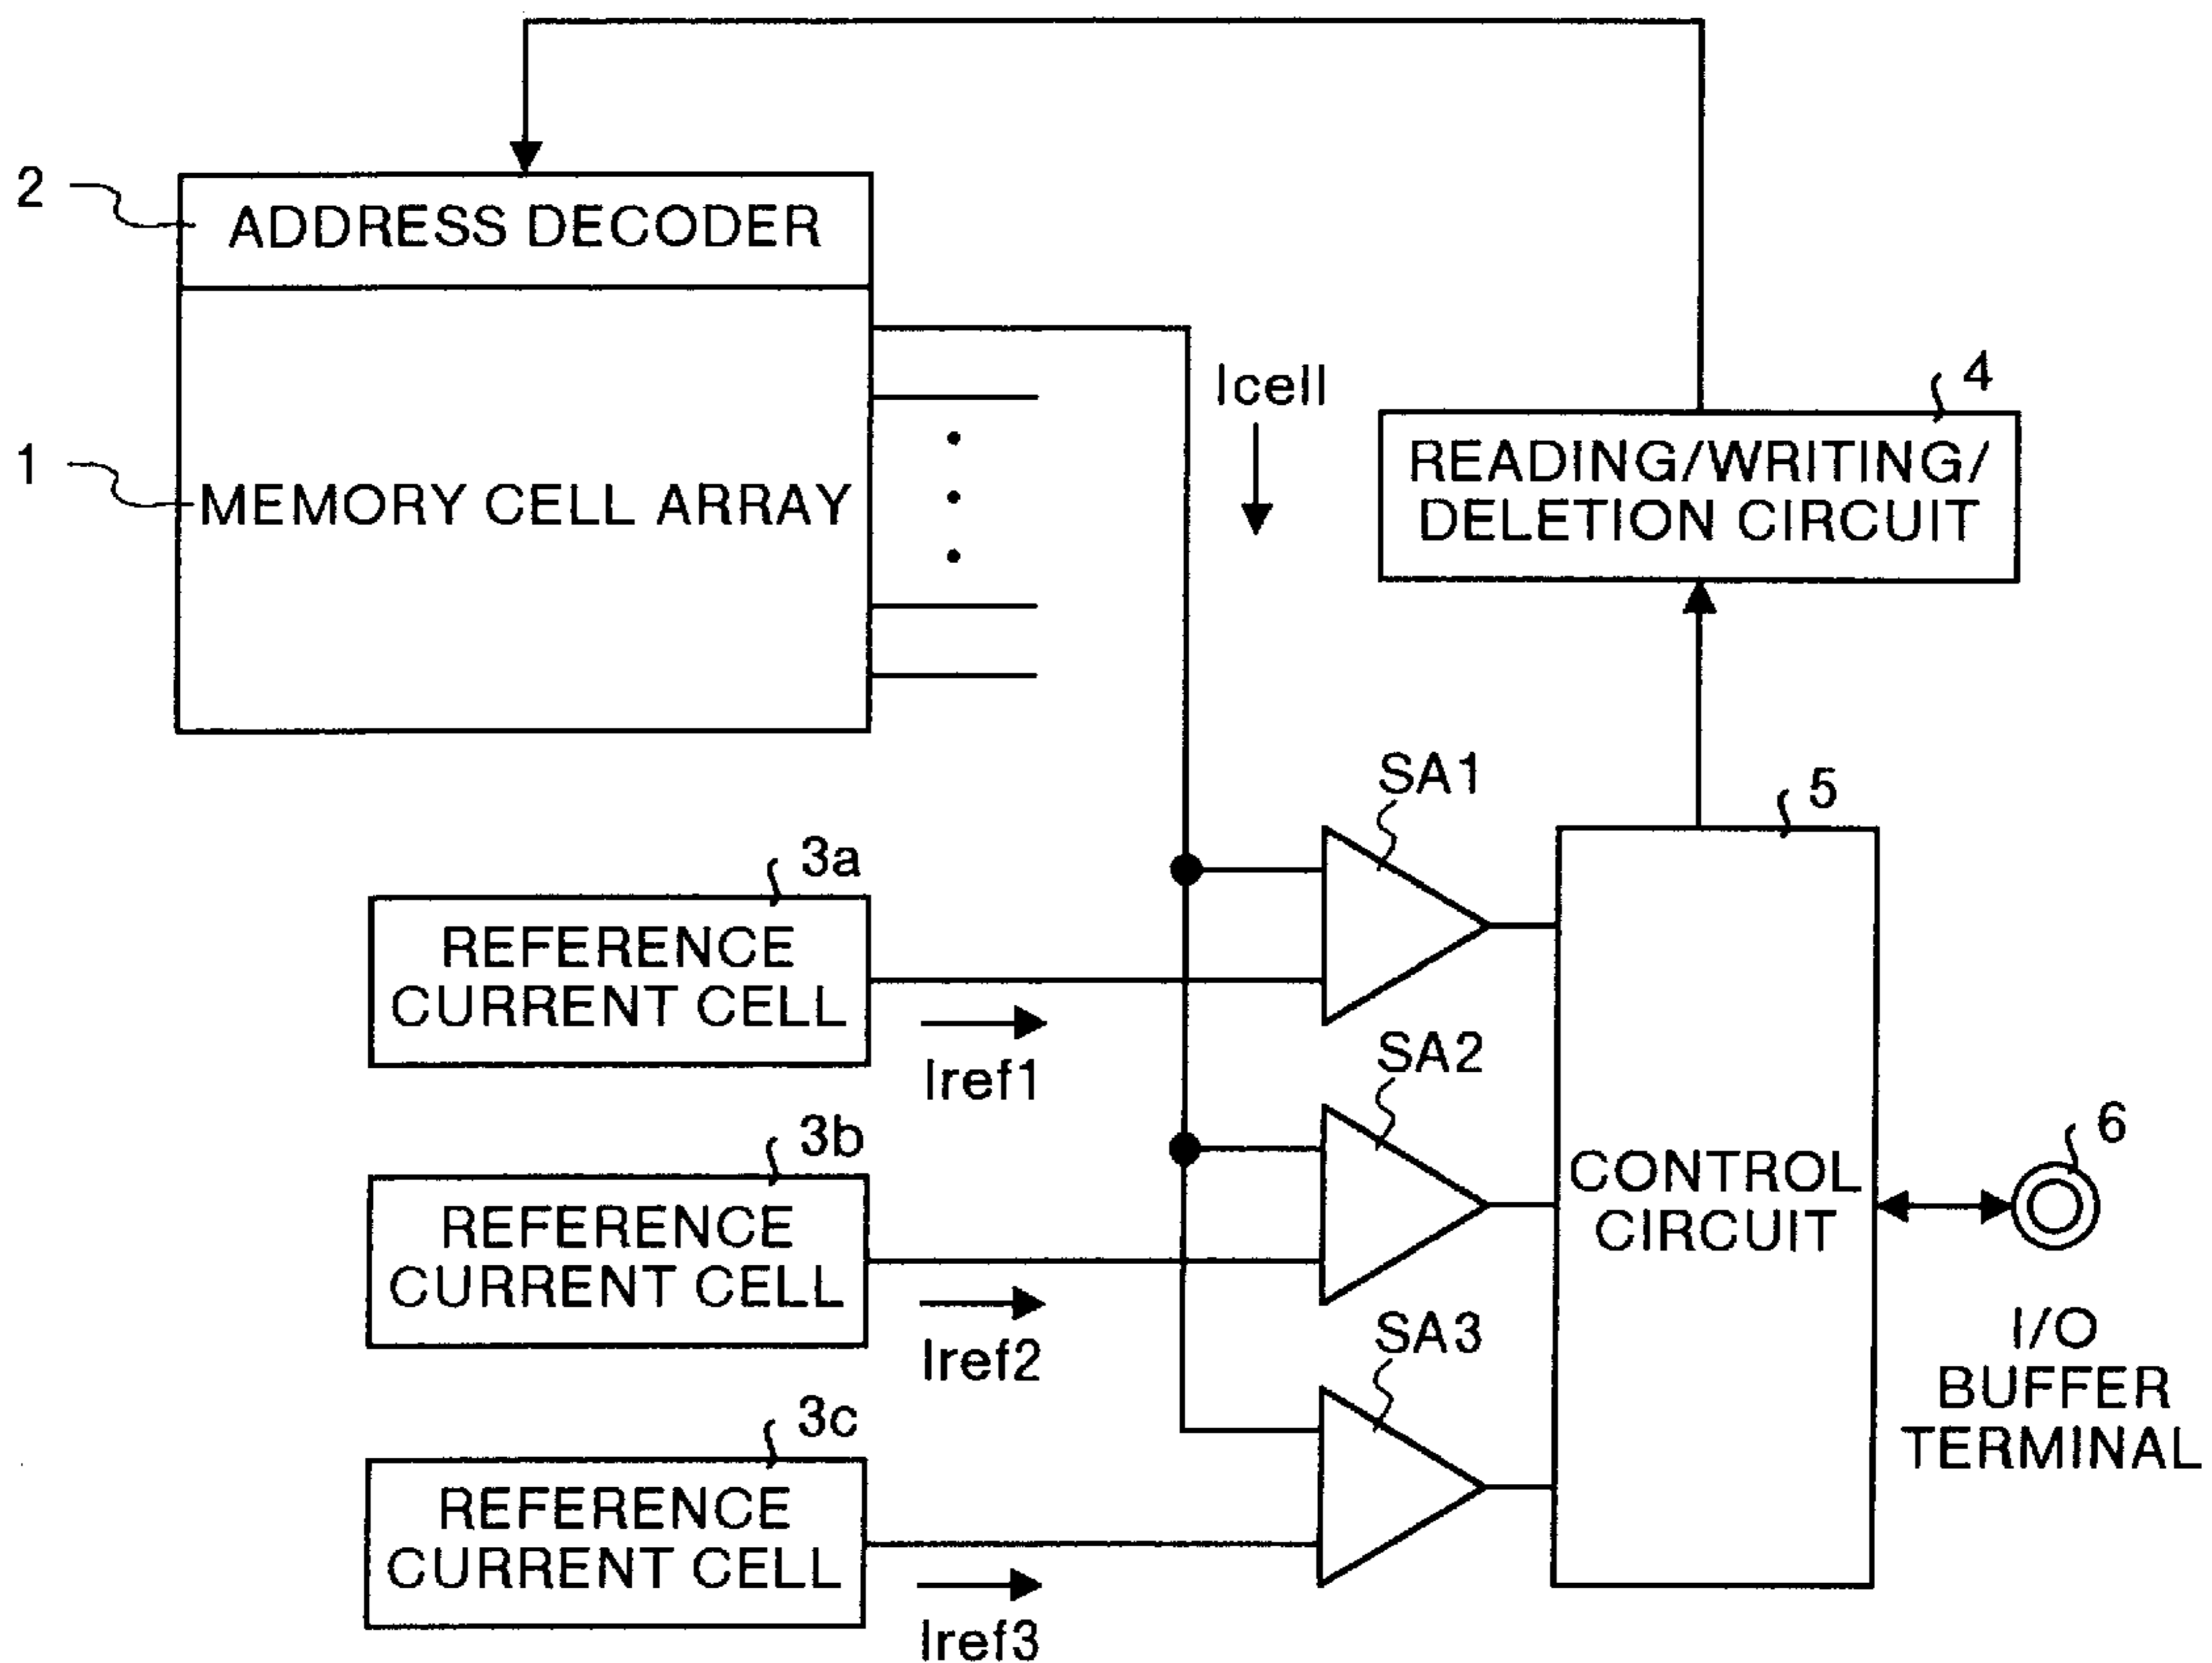 2
ADDRESS DECODER
1
MEMORY CELL ARRAY
Icell
4
READING/WRITING/
DELETION CIRCUIT
SA1
5
3a
REFERENCE
CURRENT CELL
Iref1
SA2
3b
REFERENCE
CURRENT CELL
Iref2
CONTROL
CIRCUIT
6
I/O
BUFFER
TERMINAL
SA3
3c
REFERENCE
CURRENT CELL
Iref3